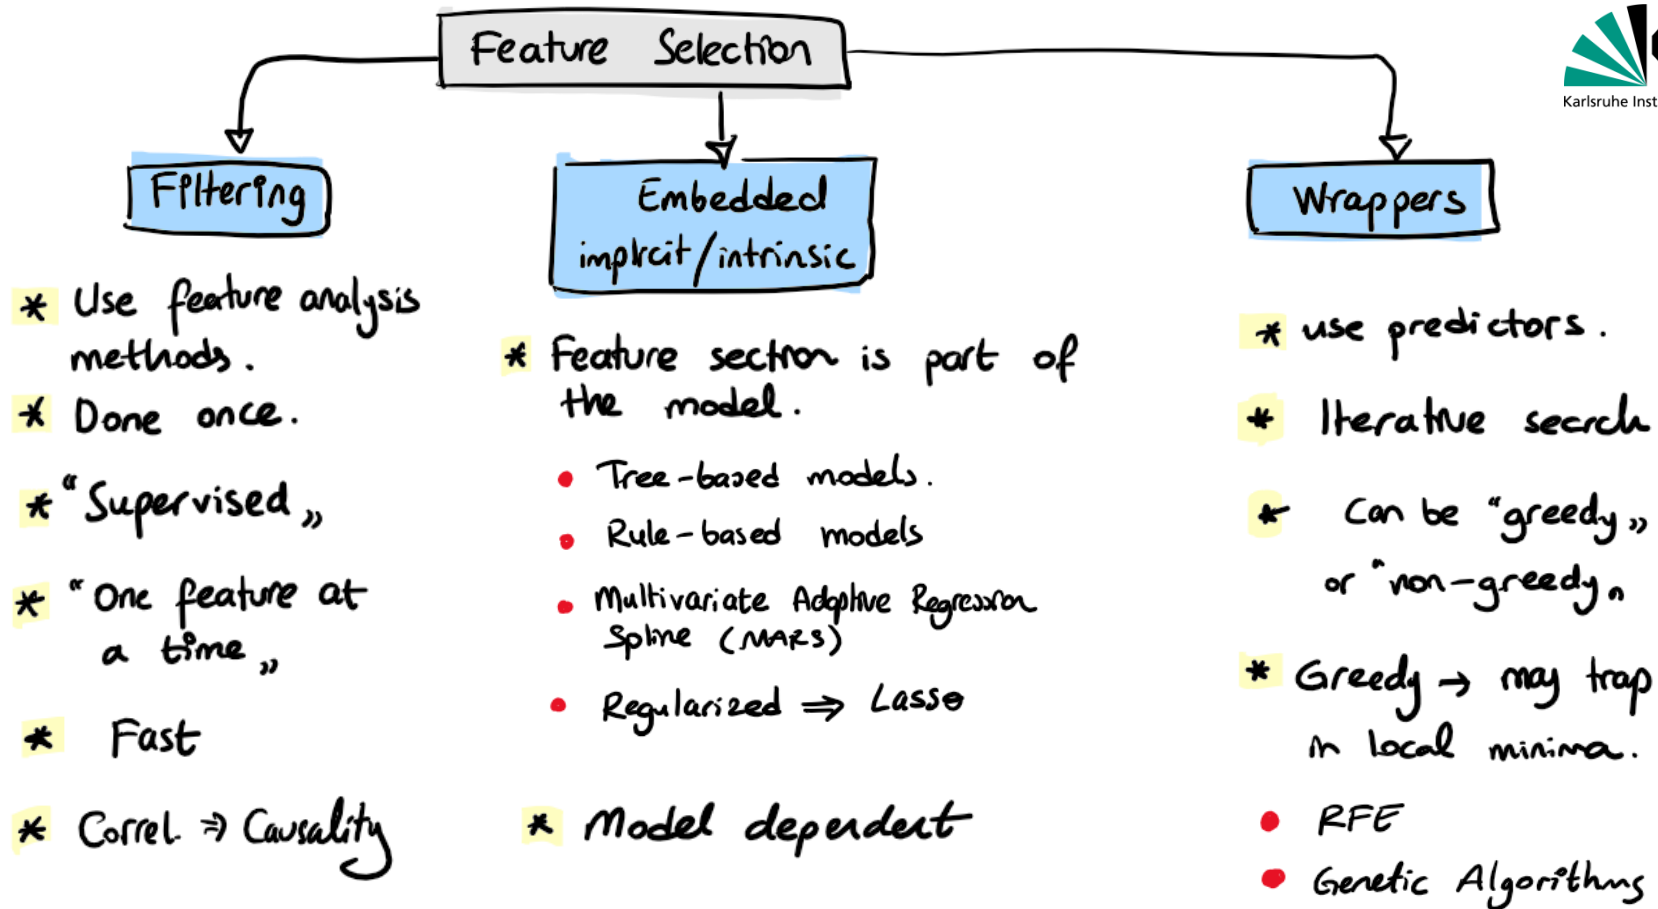 Feature Selection
Karlsruhe Inst
Filtering
* Use feature analysis
methods.
* Done once.
* "Supervised„
* "One feature at
a time„
* Fast
* Correl. ⇏ Causality
Embedded
implicit/intrinsic
* Feature section is part of
the model.
• Tree-based models.
• Rule-based models
• Multivariate Adaptive Regression
Spline (MARS)
• Regularized ⇒ Lasso
* Model dependent
Wrappers
* use predictors.
* Iterative search
* Can be "greedy„
or "non-greedy„
* Greedy → may trap
in local minima.
• RFE
• Genetic Algorithms